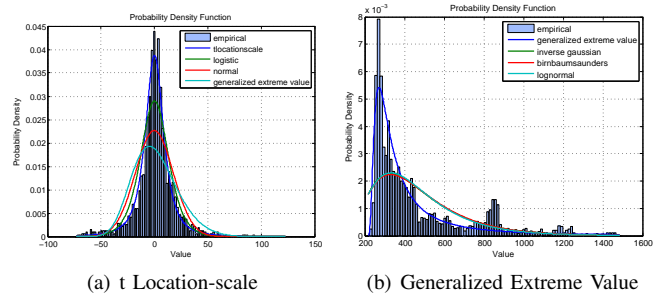 Probability Density Function
empirical
tlocationscale
logistic
normal
generalized extreme value
Probability Density
0.045
0.04
0.035
0.03
0.025
0.02
0.015
0.01
0.005
0
−100
−50
0
50
100
150
Value
(a) t Location-scale
x 10⁻³
Probability Density Function
empirical
generalized extreme value
inverse gaussian
birnbaumsaunders
lognormal
Probability Density
8
7
6
5
4
3
2
1
0
200
400
600
800
1000
1200
1400
1600
Value
(b) Generalized Extreme Value